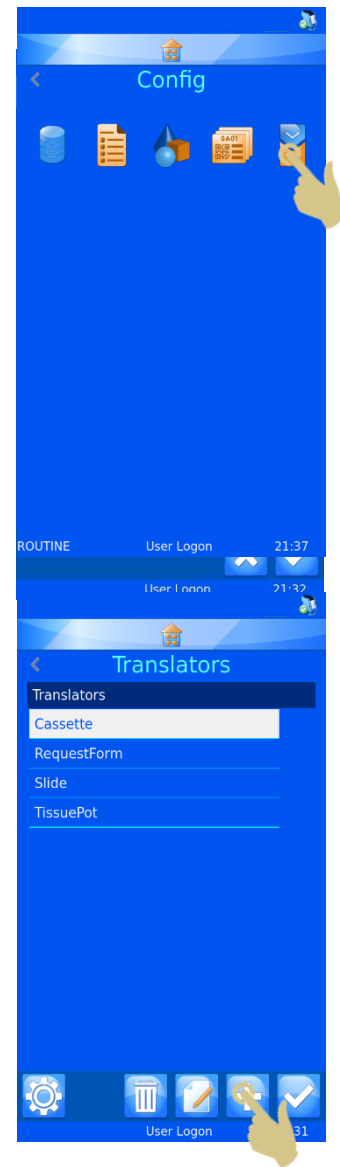 Config
0A01
ROUTINE User Logon 21:37
User Logon 21:32
Translators
Translators
Cassette
RequestForm
Slide
TissuePot
User Logon 31